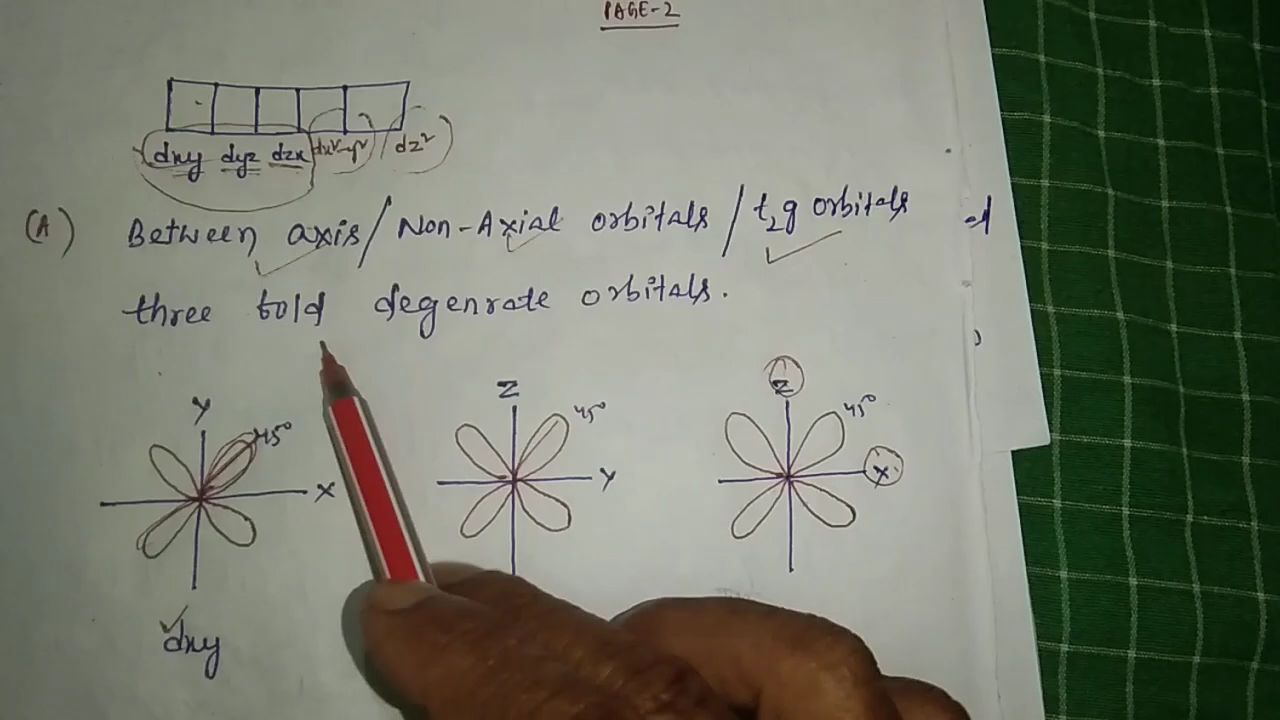 PAGE-2
dxy dyz dzx dx²-y² dz²
(A) Between axis/Non-Axial orbitals/t₂g orbitals
three fold degenrate orbitals.
Y 45° X
Z 45° Y
Z 45° X
dxy